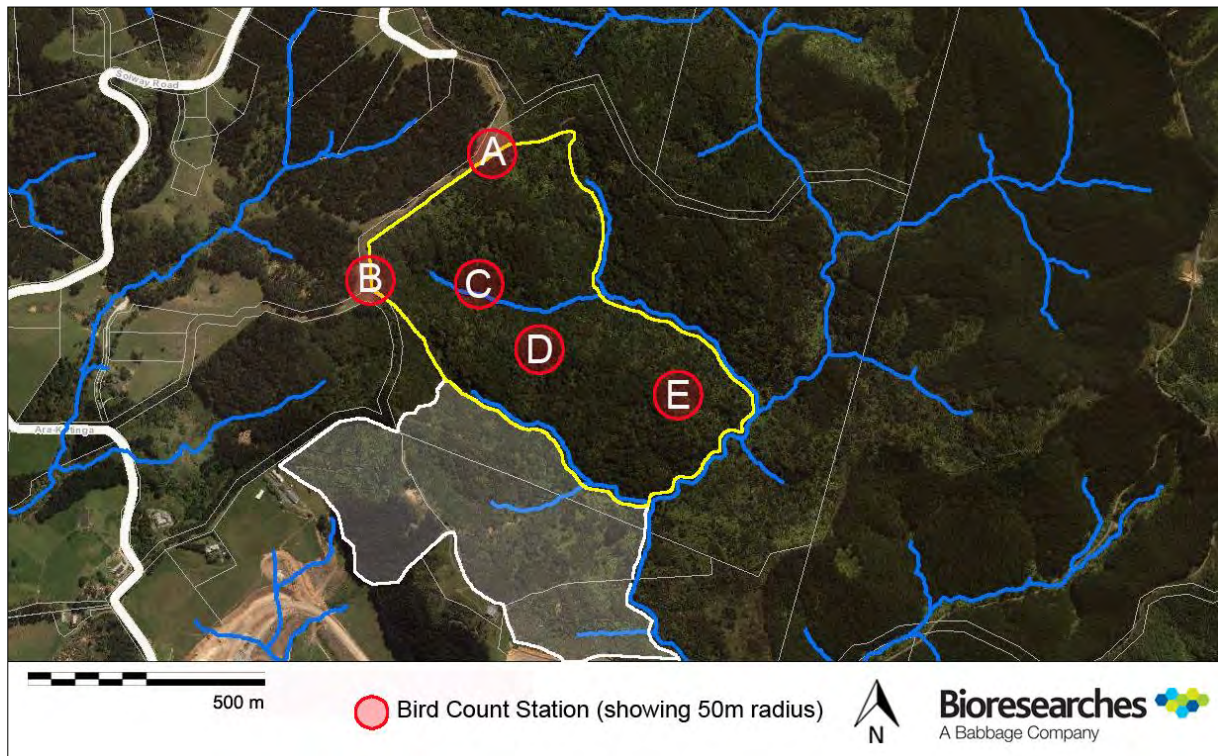 Solway Road
A
B
C
D
E
500 m
Bird Count Station (showing 50m radius)
N
Bioresearches
A Babbage Company